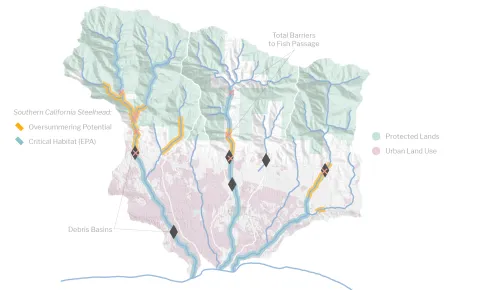 Total Barriers
to Fish Passage
Southern California Steelhead:
Oversummering Potential
Critical Habitat (EPA)
Protected Lands
Urban Land Use
Debris Basins